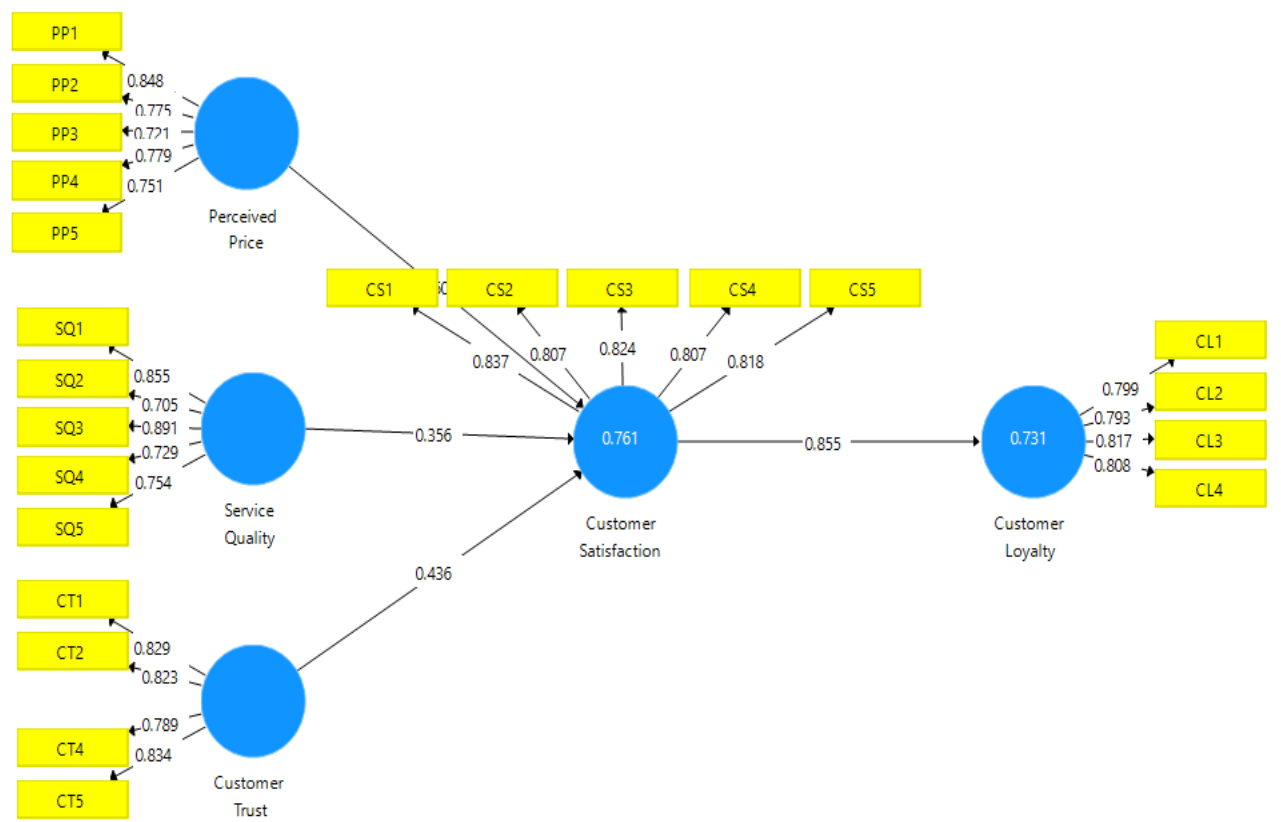 PP1
0.848
PP2
0.775
PP3
0.721
PP4
0.779
PP5
0.751
Perceived
Price
CS1
CS2
CS3
CS4
CS5
0.837
0.807
0.824
0.807
0.818
SQ1
0.855
SQ2
0.705
SQ3
0.891
SQ4
0.729
SQ5
0.754
Service
Quality
0.356
0.761
Customer
Satisfaction
0.855
0.731
Customer
Loyalty
CL1
0.799
CL2
0.793
CL3
0.817
CL4
0.808
0.436
CT1
0.829
CT2
0.823
CT4
0.789
CT5
0.834
Customer
Trust